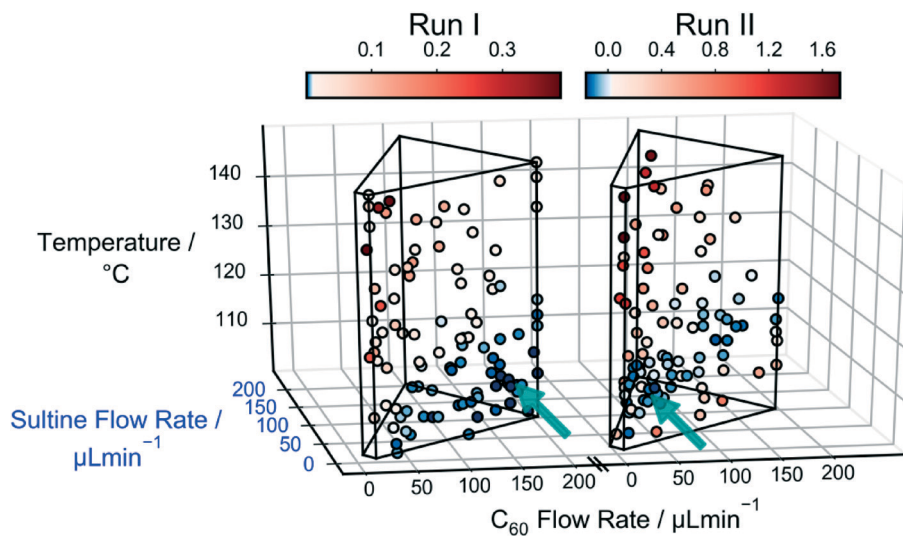 Run I Run II
0.1 0.2 0.3 0.0 0.4 0.8 1.2 1.6
140
130
Temperature /
°C
120
110
200
150
100
50
0
Sultine Flow Rate /
µLmin⁻¹
0 50 100 150 200 0 50 100 150 200
C₆₀ Flow Rate / µLmin⁻¹